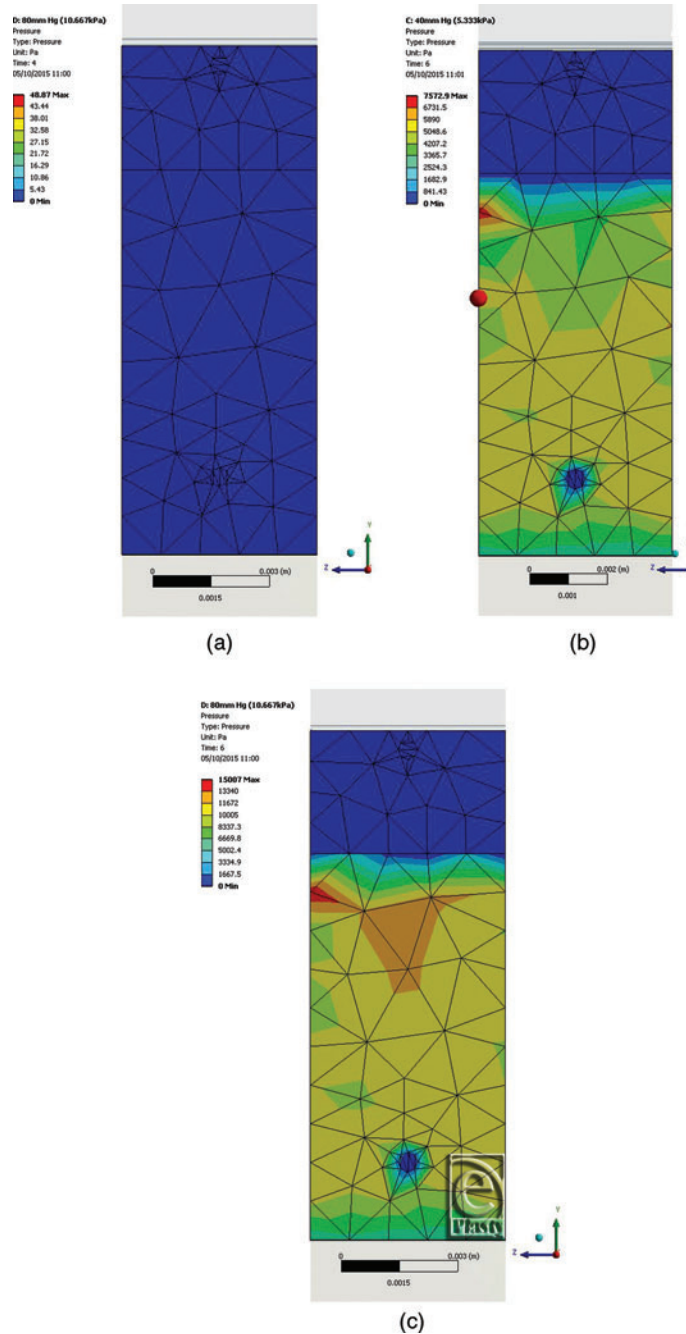 D: 80mm Hg (10.667kPa)
Type: Pressure
Unit: Pa
Time: 4
05/10/2015 11:00
48.87 Max
43.44
38.01
32.58
27.15
21.72
16.29
10.86
5.43
0 Min
Y
Z
0
0.003 (m)
0.0015
(a)
C: 40mm Hg (5.333kPa)
Type: Pressure
Unit: Pa
Time: 6
05/10/2015 11:01
7572.9 Max
6731.5
5890
5048.6
4207.2
3365.7
2524.3
1682.9
841.43
0 Min
Z
0
0.002 (m)
0.001
(b)
D: 80mm Hg (10.667kPa)
Pressure
Type: Pressure
Unit: Pa
Time: 6
05/10/2015 11:00
15007 Max
13340
11672
10005
8337.3
6669.8
5002.4
3334.9
1667.5
0 Min
e
Plasty
Y
Z
0
0.003 (m)
0.0015
(c)